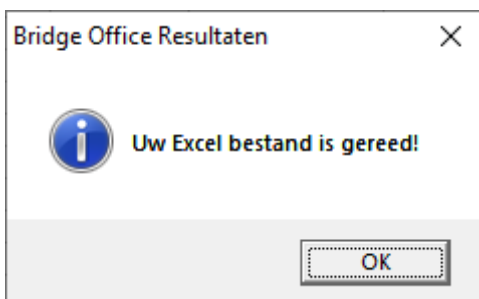 Bridge Office Resultaten
Uw Excel bestand is gereed!
OK